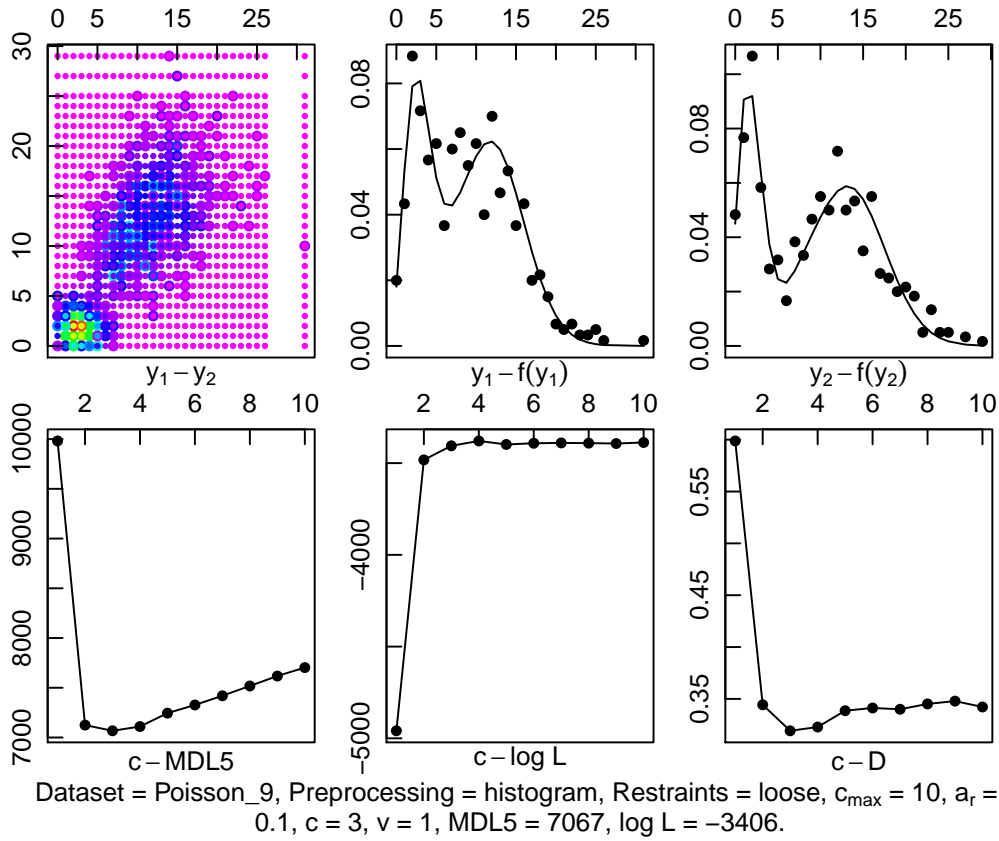 0 5 15 25
0 5 10 20 30
y1 − y2
0 5 15 25
0.00 0.04 0.08
y1 − f(y1)
0 5 15 25
0.00 0.04 0.08
y2 − f(y2)
2 4 6 8 10
7000 8000 9000 10000
c − MDL5
2 4 6 8 10
−5000 −4000
c − log L
2 4 6 8 10
0.35 0.45 0.55
c − D
Dataset = Poisson_9, Preprocessing = histogram, Restraints = loose, cmax = 10, ar =
0.1, c = 3, v = 1, MDL5 = 7067, log L = −3406.